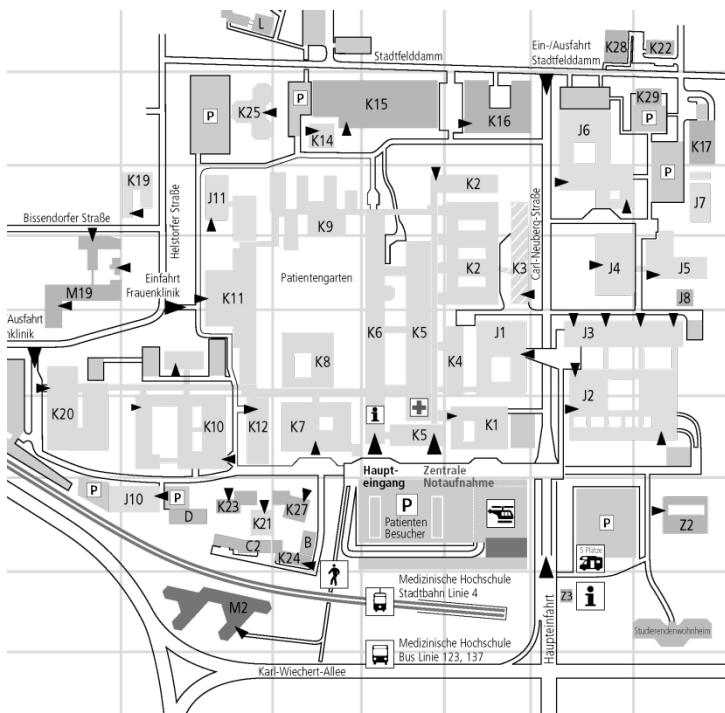 L
Stadtfelddamm
Ein-/Ausfahrt
Stadtfelddamm
K28
K22
K25
P
P
K15
K14
K16
K29
P
J6
K17
P
K19
J11
K2
J7
Bissendorfer Straße
Helstorfer Straße
K9
Carl-Neuberg-Straße
M19
Einfahrt
Frauenklinik
K11
Patientengarten
K2
K3
J4
J5
J8
Ausfahrt
nklinik
K6
K5
K4
J1
J3
K8
J2
K20
K10
K12
K7
i
K5
K1
Haupt-
eingang
Zentrale
Notaufnahme
P
J10
P
D
K23
K21
K27
C2
K24
B
P
Patienten
Besucher
P
Z2
5 Plätze
M2
Medizinische Hochschule
Stadtbahn Linie 4
Z3
i
Haupteinfahrt
Studierendenwohnheim
Medizinische Hochschule
Bus Linie 123, 137
Karl-Wiechert-Allee